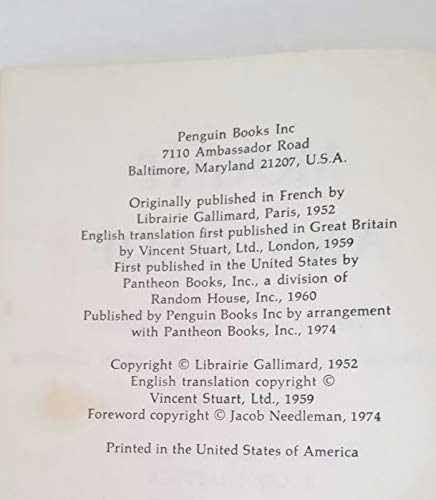 Penguin Books Inc
7110 Ambassador Road
Baltimore, Maryland 21207, U.S.A.
Originally published in French by
Librairie Gallimard, Paris, 1952
English translation first published in Great Britain
by Vincent Stuart, Ltd., London, 1959
First published in the United States by
Pantheon Books, Inc., a division of
Random House, Inc., 1960
Published by Penguin Books Inc by arrangement
with Pantheon Books, Inc., 1974
Copyright © Librairie Gallimard, 1952
English translation copyright ©
Vincent Stuart, Ltd., 1959
Foreword copyright © Jacob Needleman, 1974
Printed in the United States of America